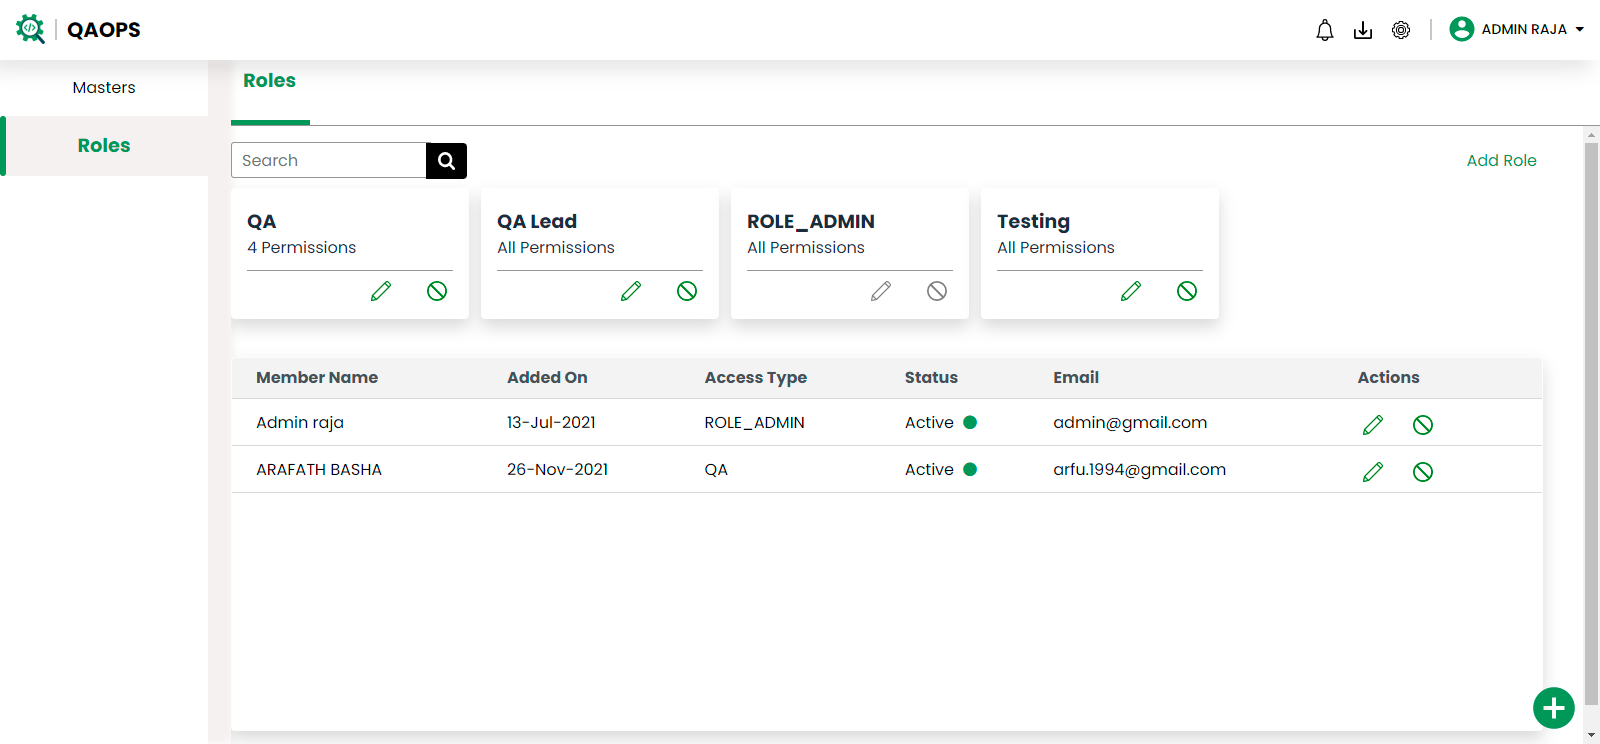 QAOPS
ADMIN RAJA
Masters
Roles
Roles
Search
Add Role
QA
4 Permissions
QA Lead
All Permissions
ROLE_ADMIN
All Permissions
Testing
All Permissions
Member Name Added On Access Type Status Email Actions
Admin raja 13-Jul-2021 ROLE_ADMIN Active admin@gmail.com
ARAFATH BASHA 26-Nov-2021 QA Active arfu.1994@gmail.com